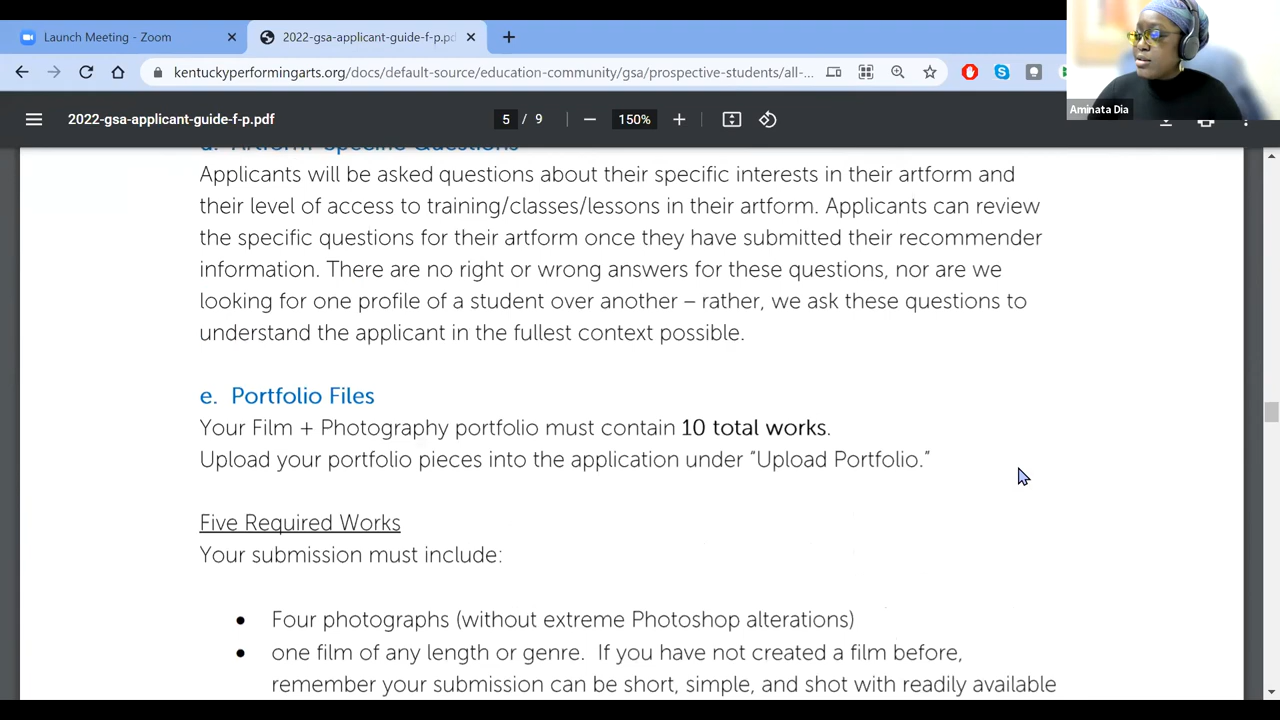 Launch Meeting - Zoom
2022-gsa-applicant-guide-f-p.pd
kentuckyperformingarts.org/docs/default-source/education-community/gsa/prospective-students/all-...
Aminata Dia
2022-gsa-applicant-guide-f-p.pdf
5 / 9
150%
d. Artform-Specific Questions
Applicants will be asked questions about their specific interests in their artform and
their level of access to training/classes/lessons in their artform. Applicants can review
the specific questions for their artform once they have submitted their recommender
information. There are no right or wrong answers for these questions, nor are we
looking for one profile of a student over another – rather, we ask these questions to
understand the applicant in the fullest context possible.
e. Portfolio Files
Your Film + Photography portfolio must contain 10 total works.
Upload your portfolio pieces into the application under “Upload Portfolio.”
Five Required Works
Your submission must include:
• Four photographs (without extreme Photoshop alterations)
• one film of any length or genre. If you have not created a film before,
remember your submission can be short, simple, and shot with readily available